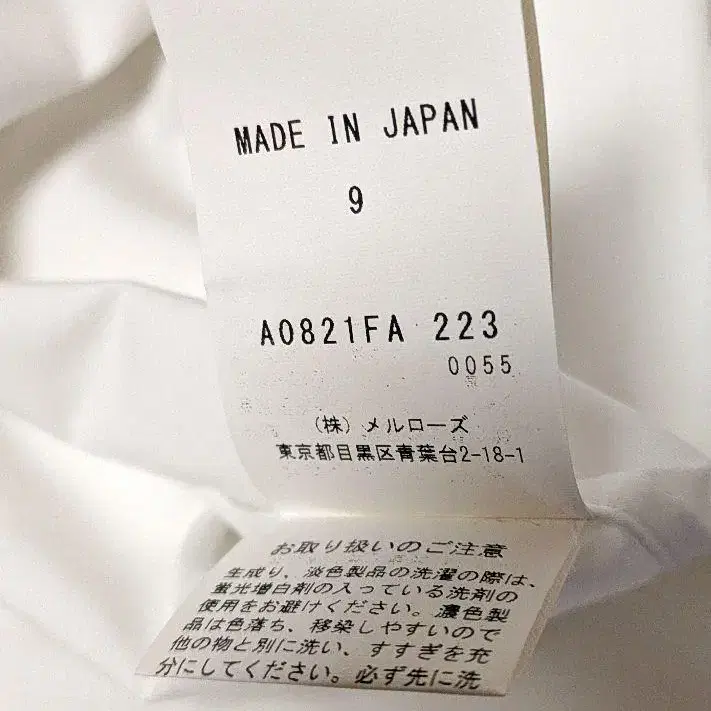 MADE IN JAPAN
9
A0821FA 223
0055
(株) メルローズ
東京都目黒区青葉台2-18-1
お取り扱いのご注意
生成り、淡色製品の洗濯の際は、
蛍光増白剤の入っている洗剤の
使用をお避けください。濃色製
品は色落ち、移染しやすいので
他の物と別に洗い、すすぎを充
分にしてください。必ず先に洗